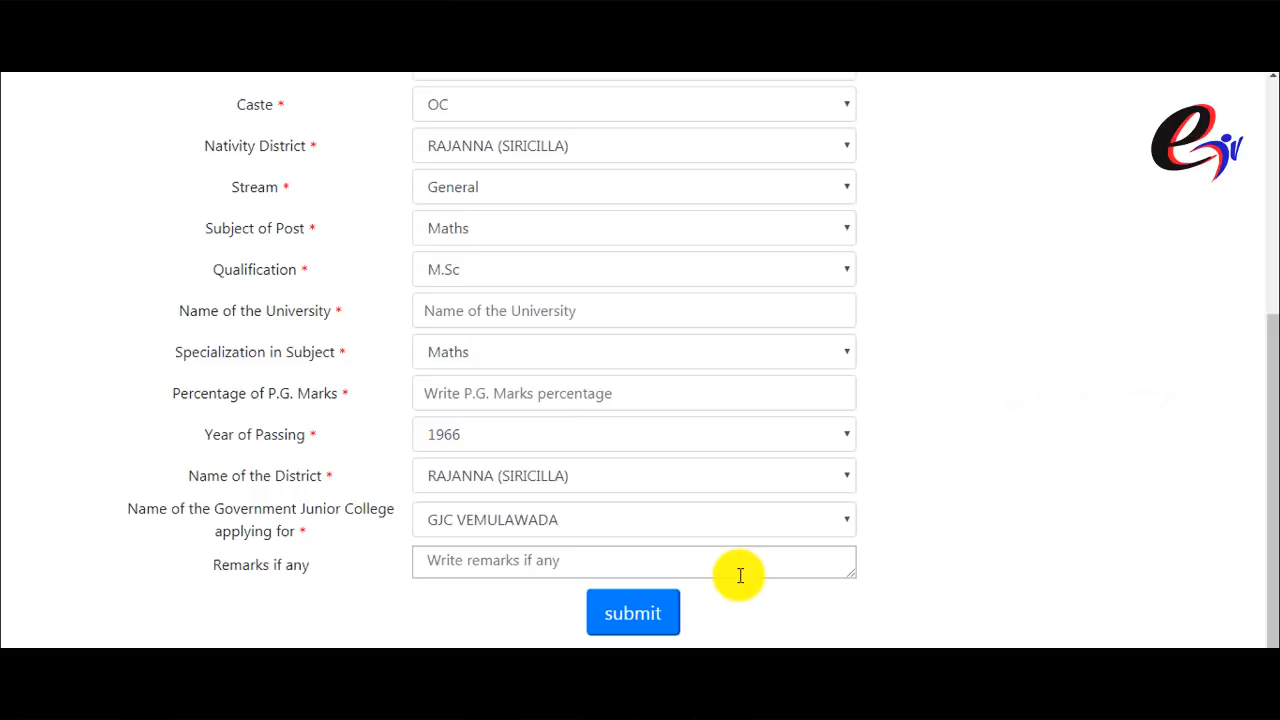 Caste * OC
Nativity District * RAJANNA (SIRICILLA)
Stream * General
Subject of Post * Maths
Qualification * M.Sc
Name of the University * Name of the University
Specialization in Subject * Maths
Percentage of P.G. Marks * Write P.G. Marks percentage
Year of Passing * 1966
Name of the District * RAJANNA (SIRICILLA)
Name of the Government Junior College
applying for * GJC VEMULAWADA
Remarks if any Write remarks if any
submit